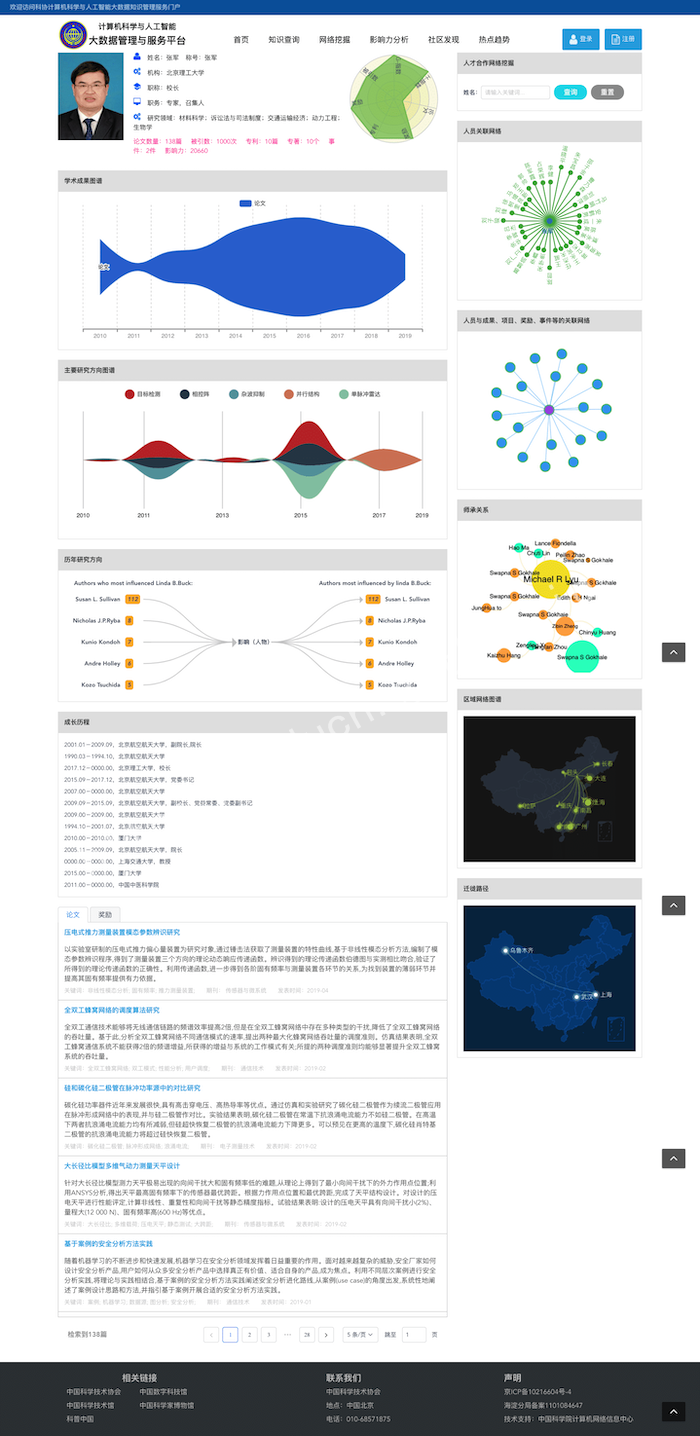 欢迎访问科协计算机科学与人工智能大数据知识管理服务门户
计算机科学与人工智能
大数据管理与服务平台
首页
知识查询
网络挖掘
影响力分析
社区发现
热点趋势
登录
注册
姓名：张军 称号：张军
机构：北京理工大学
职称：校长
职务：专家、召集人
研究领域：材料科学；诉讼法与司法制度；交通运输经济；动力工程；
生物学
论文数量：138篇 被引数：1000次 专利：10篇 专著：10个 事
件：2件 影响力：20660
人才合作网络挖掘
姓名:
请输入关键词...
查询
重置
人员关联网络
学术成果图谱
论文
论文
2010 2011 2012 2013 2014 2015 2016 2017 2018 2019
人员与成果、项目、奖励、事件等的关联网络
主要研究方向图谱
目标检测 相控阵 杂波抑制 并行结构 单脉冲雷达
2010 2011 2013 2015 2017 2019
师承关系
Lance Fiondella
Hao Ma
Chuti Lin
Peilin Zhao
Swapna S Gokhale
Swapna S Gokhale
Michael R Lyu
Swapna S Gokhale
JungHua to
Swapna S Gokhale
Zibin Zheng
Chinyu Huang
Kaizhu Hang
Swapna S Gokhale
历年研究方向
Authors who most influenced Linda B.Buck:
Authors most influenced by linda B.Buck:
Susan L. Sullivan 112
112 Susan L. Sullivan
Nicholas J.P.Ryba 8
8 Nicholas J.P.Ryba
Kunio Kondoh 7
影响（人物）
7 Kunio Kondoh
Andre Holley 6
6 Andre Holley
Kozo Tsuchida 5
5 Kozo Tsuchida
区域网络图谱
长春
大连
包头
拉萨
重庆
上海
南昌
广州
成长历程
2001.01－2009.09，北京航空航天大学，副院长,院长
1990.03－1994.10，北京航空航天大学
2017.12－0000.00，北京理工大学，校长
2015.09－2017.12，北京航空航天大学，党委书记
2007.00－0000.00，北京航空航天大学
2009.09－2015.09，北京航空航天大学，副校长、党总常委、泷委副书记
2009.00－2009.00，北京航空航天大学
1994.10－2001.07，北京航空航天大学
2010.00－2010.00，厦门大学
2005.11－2009.09，北京航空航天大学，院长
0000.00－0000.00，上海交通大学，教授
2015.00－0000.00，厦门大学
2011.00－0000.00，中国中医科学院
迁徙路径
乌鲁木齐
武汉
上海
论文
奖励
压电式推力测量装置模态参数辨识研究
以实验室研制的压电式推力偏心量装置为研究对象,通过锤击法获取了测量装置的特性曲线,基于非线性模态分析方法,编制了模
态参数辨识程序,得到了测量装置三个方向的理论动态响应传递函数。辨识得到的理论传递函数伯谱图与实测相比吻合,验证了
所得到的理论传递函数的正确性。利用传递函数,进一步得到各阶固有频率与测量装置各环节的关系,为找到装置的薄弱环节并
提高其固有频率提供有力依据。
关键词：非线性模态分析, 固有频率, 推力测量装置, 期刊：传感器与微系统 发表时间：2019-04
全双工蜂窝网络的调度算法研究
全双工通信技术能够将无线通信链路的频谱效率提高2倍,但是在全双工蜂窝网络中存在多种类型的干扰,降低了全双工蜂窝网络
的吞吐量。基于此,分析全双工蜂窝网络不同通信模式的速率,提出两种最大化蜂窝网络吞吐量的调度准则。仿真结果表明,全双
工蜂窝通信系统不能获得2倍的频谱增益,所获得的增益与系统的工作模式有关;所提的两种调度准则均能够显著提升全双工蜂窝
系统的吞吐量。
关键词：全双工蜂窝网络, 双工模式, 性能分析, 用户调度, 期刊：通信技术 发表时间：2019-02
硅和碳化硅二极管在脉冲功率源中的对比研究
碳化硅功率器件近年来发展很快,具有高击穿电压、高热导率等优点。通过仿真和实验研究了碳化硅二极管作为续流二极管应用
在脉冲形成网络中的表现,并与硅二极管作对比。实验结果表明,碳化硅二极管在常温下抗浪涌电流能力不如硅二极管。在高温
下两者抗浪涌电流能力均有所减弱,但硅超快恢复二极管的抗浪涌电流能力下降更多。可以预见在更高的温度下,碳化硅肖特基
二极管的抗浪涌电流能力将超过硅快恢复二极管。
关键词：碳化硅二极管, 脉冲形成网络, 浪涌电流, 期刊：电子测量技术 发表时间：2019-02
大长径比模型多维气动力测量天平设计
针对大长径比模型测力天平极易出现的向间干扰大和固有频率低的难题,从理论上得到了最小向间干扰下的外力作用点位置;利
用ANSYS分析,得出天平最高固有频率下的传感器最优跨距。根据力作用点位置和最优跨距,完成了天平结构设计。对设计的压
电天平进行性能评定,计算非线性、重复性和向间干扰等静态精度指标。试验结果表明:设计的压电天平具有向间干扰小(2%)、
量程大(12 000 N)、固有频率高(600 Hz)等优点。
关键词：大长径比, 多维载荷, 压电天平, 静态测试, 大跨距, 期刊：传感器与微系统 发表时间：2019-02
基于案例的安全分析方法实践
随着机器学习的不断进步和快速发展,机器学习在安全分析领域发挥着日益重要的作用。面对越来越复杂的威胁,安全厂家如何
设计安全分析产品,用户如何从众多安全分析产品中选择真正有价值、适合自身的产品,成为焦点。利用不同层次案例进行安全
分析实践,将理论与实践相结合,基于案例的安全分析方法实践阐述安全分析进化路线,从案例(use case)的角度出发,系统性地阐
述了案例设计思路和方法,并指引基于案例开展合适的安全分析方法实践。
关键词：案例, 机器学习, 数据源, 图分析, 安全分析, 期刊：通信技术 发表时间：2019-01
检索到138篇
1 2 3 ··· 28
5 条/页
跳至 1 页
相关链接
联系我们
声明
中国科学技术协会 中国数字科技馆
中国科学技术协会
京ICP备10216604号-4
中国科学技术馆 中国科学家博物馆
地点：中国北京
海淀分局备案1101084647
科普中国
电话：010-68571875
技术支持：中国科学院计算机网络信息中心